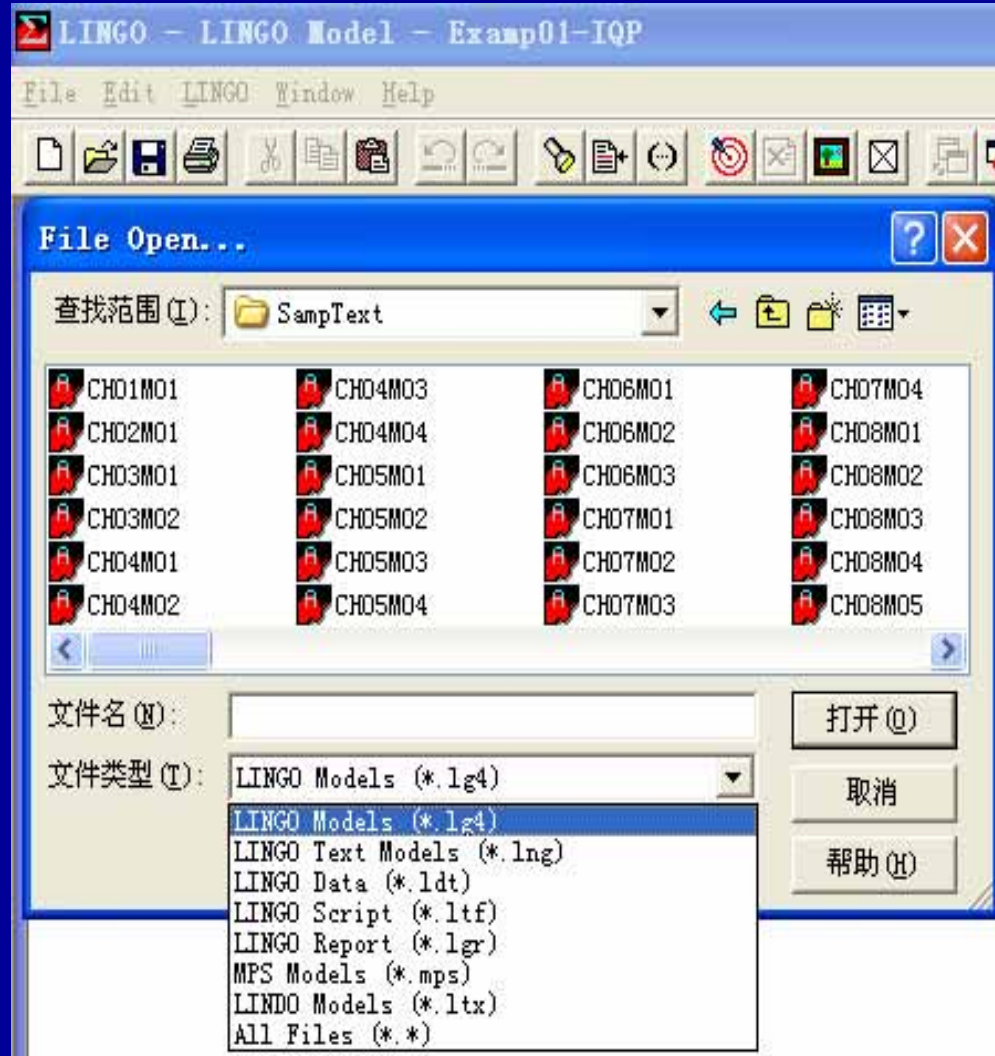 LINGO - LINGO Model - Examp01-IQP
File Edit LINGO Window Help
File Open...
查找范围(I): SampText
CH01M01 CH04M03 CH06M01 CH07M04
CH02M01 CH04M04 CH06M02 CH08M01
CH03M01 CH05M01 CH06M03 CH08M02
CH03M02 CH05M02 CH07M01 CH08M03
CH04M01 CH05M03 CH07M02 CH08M04
CH04M02 CH05M04 CH07M03 CH08M05
文件名(N): 打开(O)
文件类型(T): LINGO Models (*.lg4) 取消
LINGO Models (*.lg4)
LINGO Text Models (*.lng)
帮助(H)
LINGO Data (*.ldt)
LINGO Script (*.ltf)
LINGO Report (*.lgr)
MPS Models (*.mps)
LINDO Models (*.ltx)
All Files (*.*)